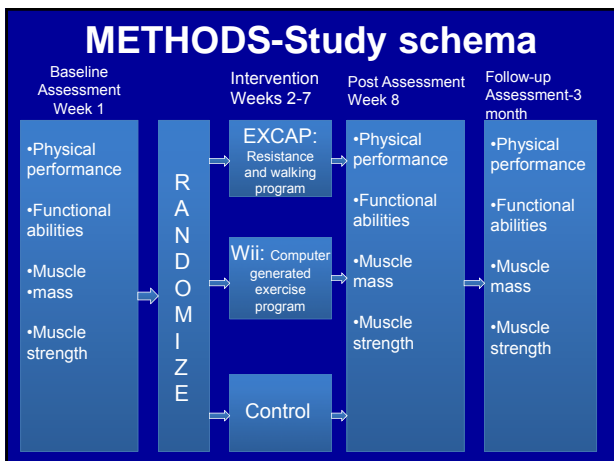 METHODS-Study schema
Baseline
Assessment
Week 1
•Physical
performance
•Functional
abilities
•Muscle
•mass
•Muscle
strength
R
A
N
D
O
M
I
Z
E
Intervention
Weeks 2-7
EXCAP:
Resistance
and walking
program
Wii: Computer
generated
exercise
program
Control
Post Assessment
Week 8
•Physical
performance
•Functional
abilities
•Muscle
mass
•Muscle
strength
Follow-up
Assessment-3
month
•Physical
performance
•Functional
abilities
•Muscle
mass
•Muscle
strength